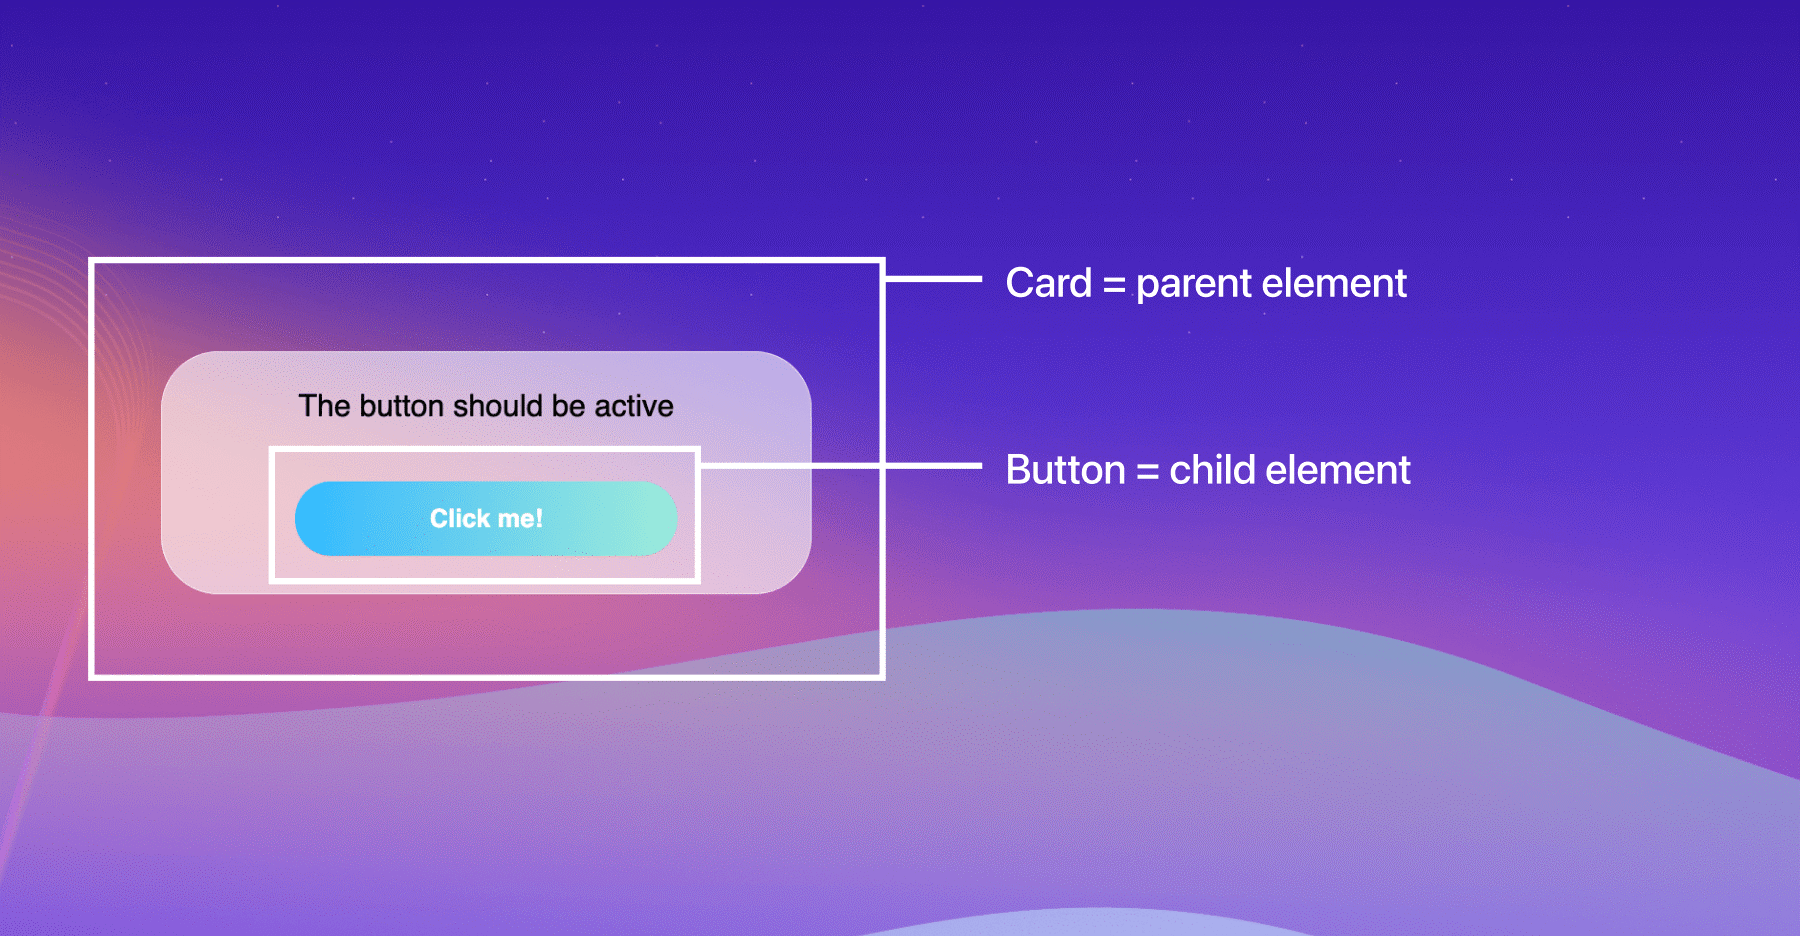 Card = parent element
The button should be active
Button = child element
Click me!